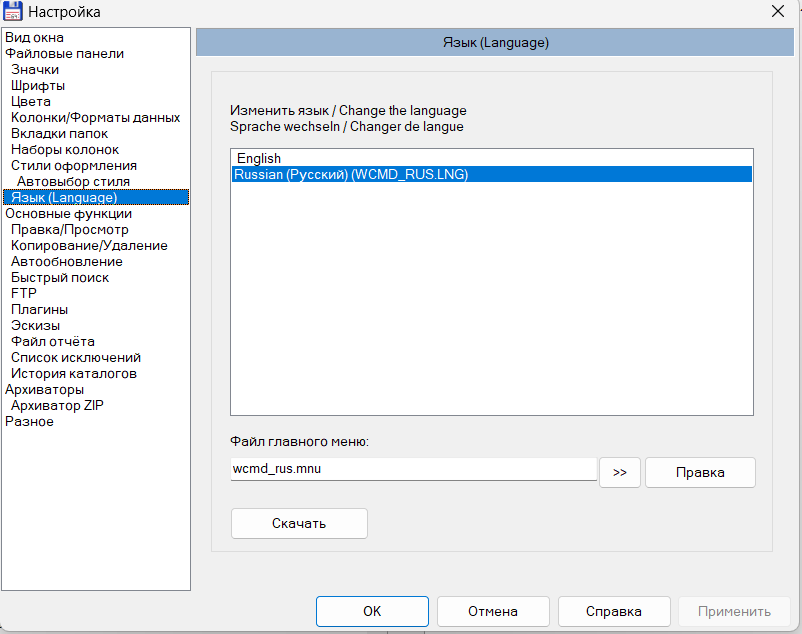 Настройка
Вид окна
Файловые панели
Значки
Шрифты
Цвета
Колонки/Форматы данных
Вкладки папок
Наборы колонок
Стили оформления
Автовыбор стиля
Язык (Language)
Основные функции
Правка/Просмотр
Копирование/Удаление
Автообновление
Быстрый поиск
FTP
Плагины
Эскизы
Файл отчёта
Список исключений
История каталогов
Архиваторы
Архиватор ZIP
Разное
Язык (Language)
Изменить язык / Change the language
Sprache wechseln / Changer de langue
English
Russian (Русский) (WCMD_RUS.LNG)
Файл главного меню:
wcmd_rus.mnu
>>
Правка
Скачать
OK
Отмена
Справка
Применить